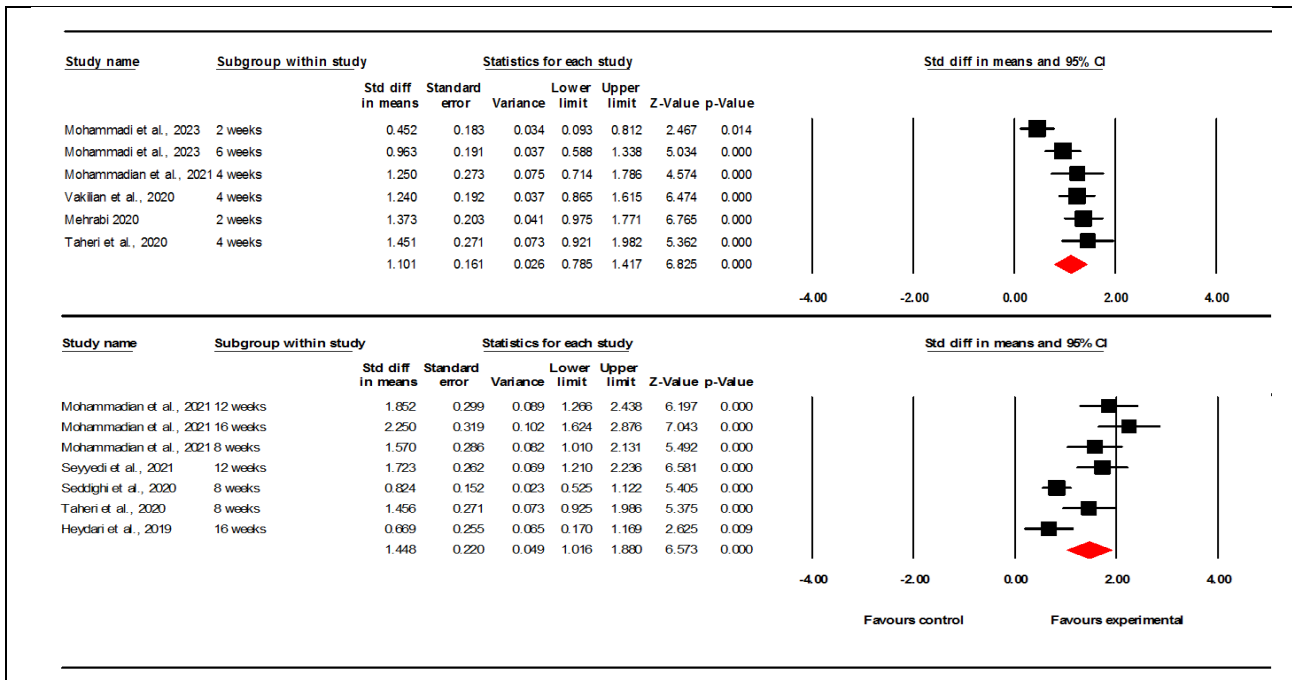 Study name Subgroup within study Statistics for each study Std diff in means and 95% CI
Std diff Standard Lower Upper
in means error Variance limit limit Z-Value p-Value
Mohammadi et al., 2023 2 weeks 0.452 0.183 0.034 0.093 0.812 2.467 0.014
Mohammadi et al., 2023 6 weeks 0.963 0.191 0.037 0.588 1.338 5.034 0.000
Mohammadian et al., 2021 4 weeks 1.250 0.273 0.075 0.714 1.786 4.574 0.000
Vakilian et al., 2020 4 weeks 1.240 0.192 0.037 0.865 1.615 6.474 0.000
Mehrabi 2020 2 weeks 1.373 0.203 0.041 0.975 1.771 6.765 0.000
Taheri et al., 2020 4 weeks 1.451 0.271 0.073 0.921 1.982 5.362 0.000
1.101 0.161 0.026 0.785 1.417 6.825 0.000
-4.00 -2.00 0.00 2.00 4.00
Study name Subgroup within study Statistics for each study Std diff in means and 95% CI
Std diff Standard Lower Upper
in means error Variance limit limit Z-Value p-Value
Mohammadian et al., 2021 12 weeks 1.852 0.299 0.089 1.266 2.438 6.197 0.000
Mohammadian et al., 2021 16 weeks 2.250 0.319 0.102 1.624 2.876 7.043 0.000
Mohammadian et al., 2021 8 weeks 1.570 0.286 0.082 1.010 2.131 5.492 0.000
Seyyedi et al., 2021 12 weeks 1.723 0.262 0.069 1.210 2.236 6.581 0.000
Seddighi et al., 2020 8 weeks 0.824 0.152 0.023 0.525 1.122 5.405 0.000
Taheri et al., 2020 8 weeks 1.456 0.271 0.073 0.925 1.986 5.375 0.000
Heydari et al., 2019 16 weeks 0.669 0.255 0.065 0.170 1.169 2.625 0.009
1.448 0.220 0.049 1.016 1.880 6.573 0.000
-4.00 -2.00 0.00 2.00 4.00
Favours control Favours experimental